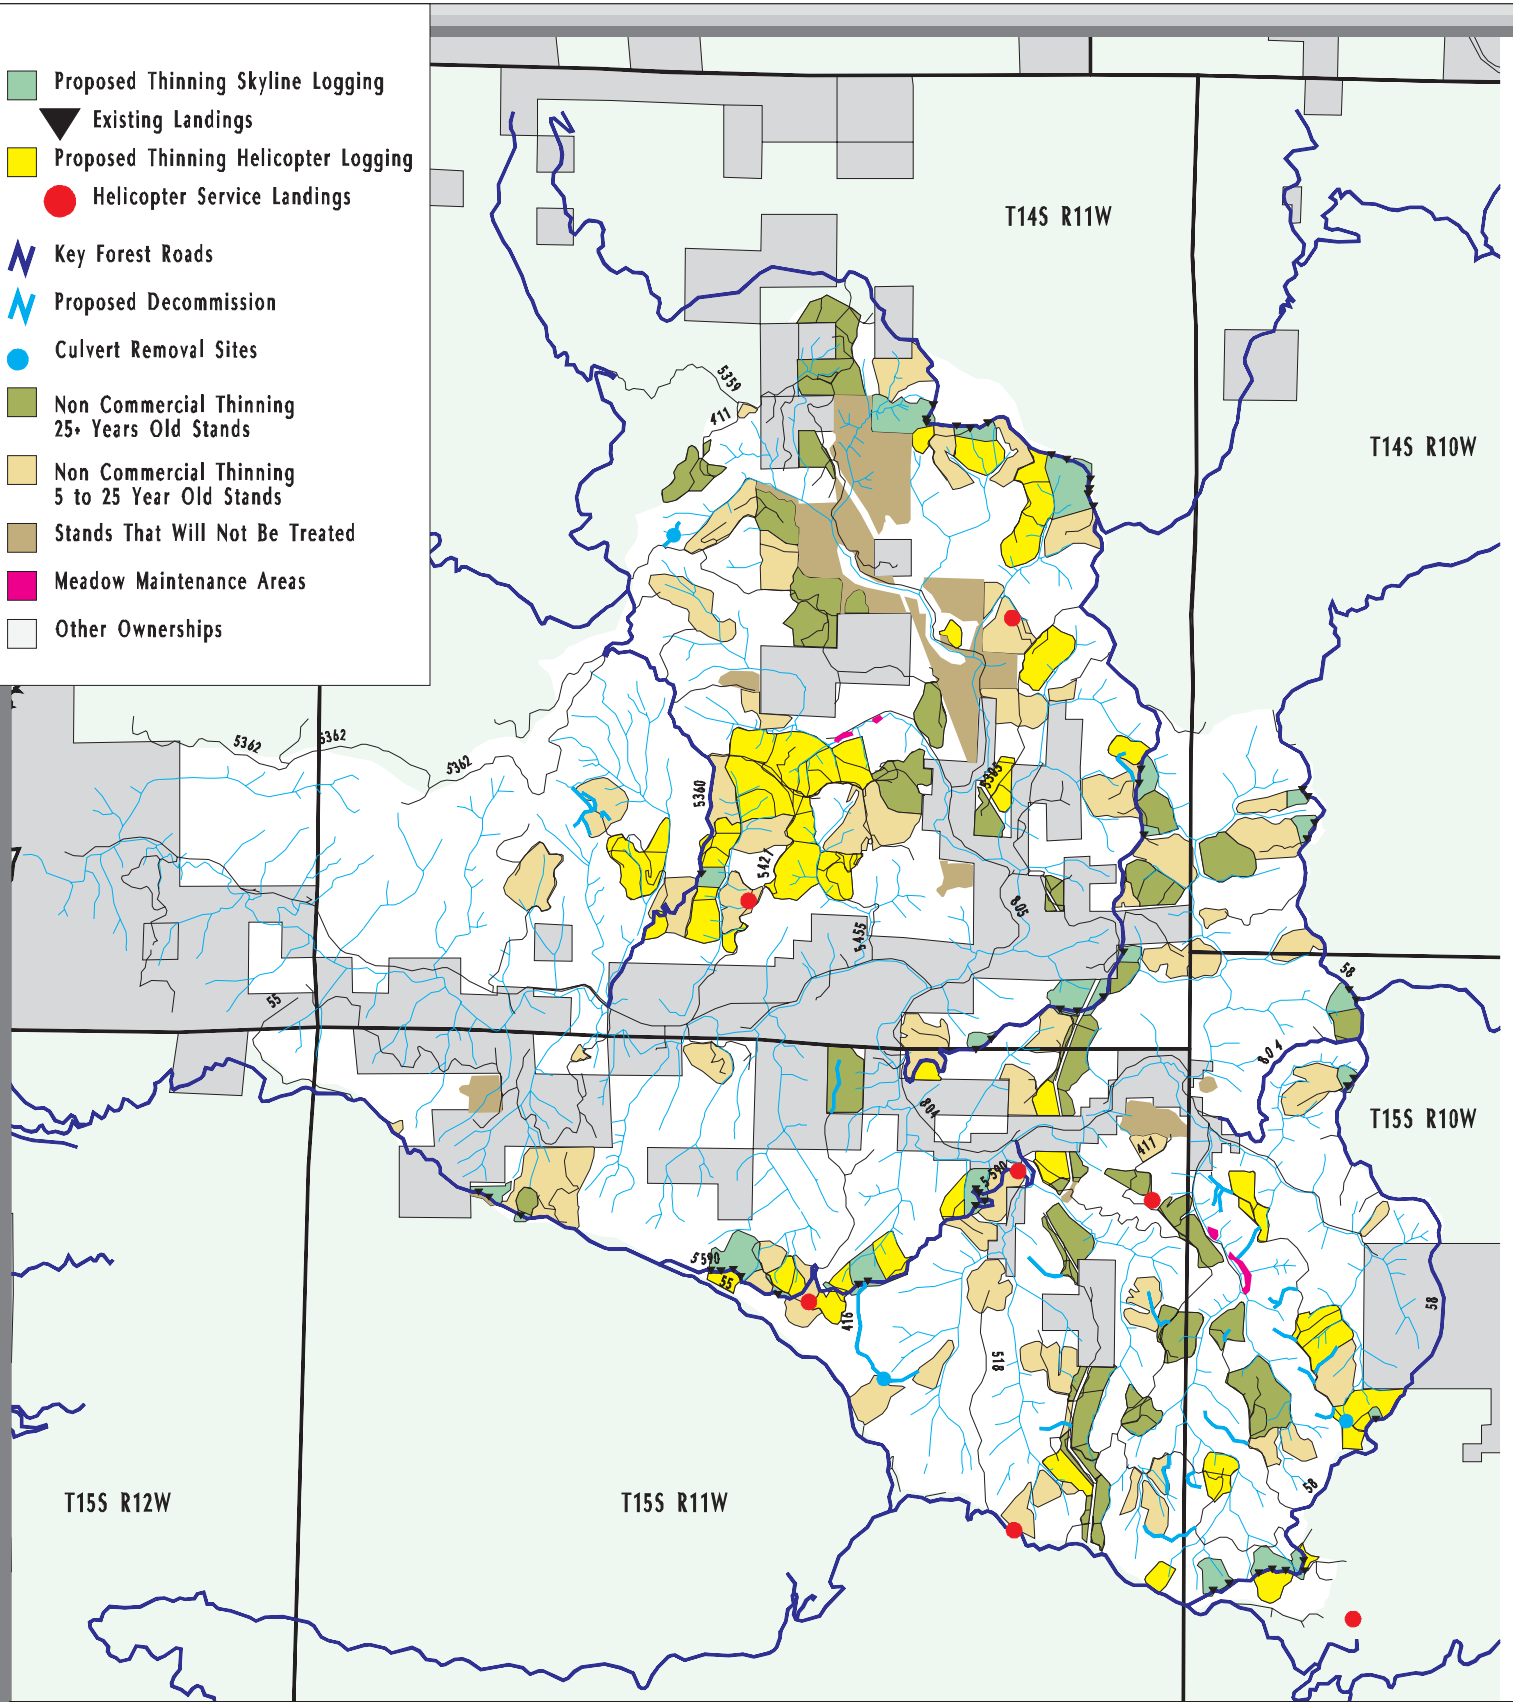 Proposed Thinning Skyline Logging
Existing Landings
Proposed Thinning Helicopter Logging
Helicopter Service Landings
Key Forest Roads
Proposed Decommission
Culvert Removal Sites
Non Commercial Thinning
25+ Years Old Stands
Non Commercial Thinning
5 to 25 Year Old Stands
Stands That Will Not Be Treated
Meadow Maintenance Areas
Other Ownerships
T14S R11W
5359
411
T14S R10W
5362
5362
5362
5360
5305
5427
805
5455
58
55
804
804
T15S R10W
411
5590
5590
55
416
58
518
58
T15S R12W
T15S R11W